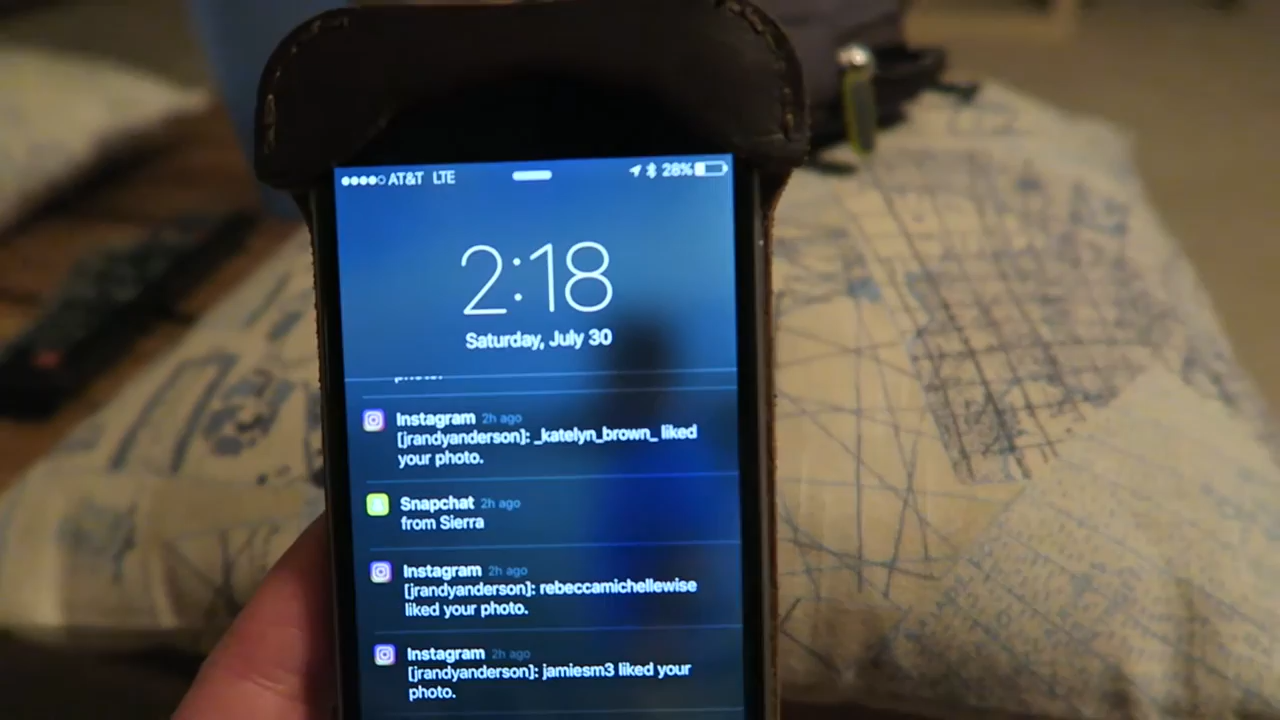 AT&T LTE 28%
2:18
Saturday, July 30
photo.
Instagram 2h ago
[jrandyanderson]: _katelyn_brown_ liked
your photo.
Snapchat 2h ago
from Sierra
Instagram 2h ago
[jrandyanderson]: rebeccamichellewise
liked your photo.
Instagram 2h ago
[jrandyanderson]: jamiesm3 liked your
photo.